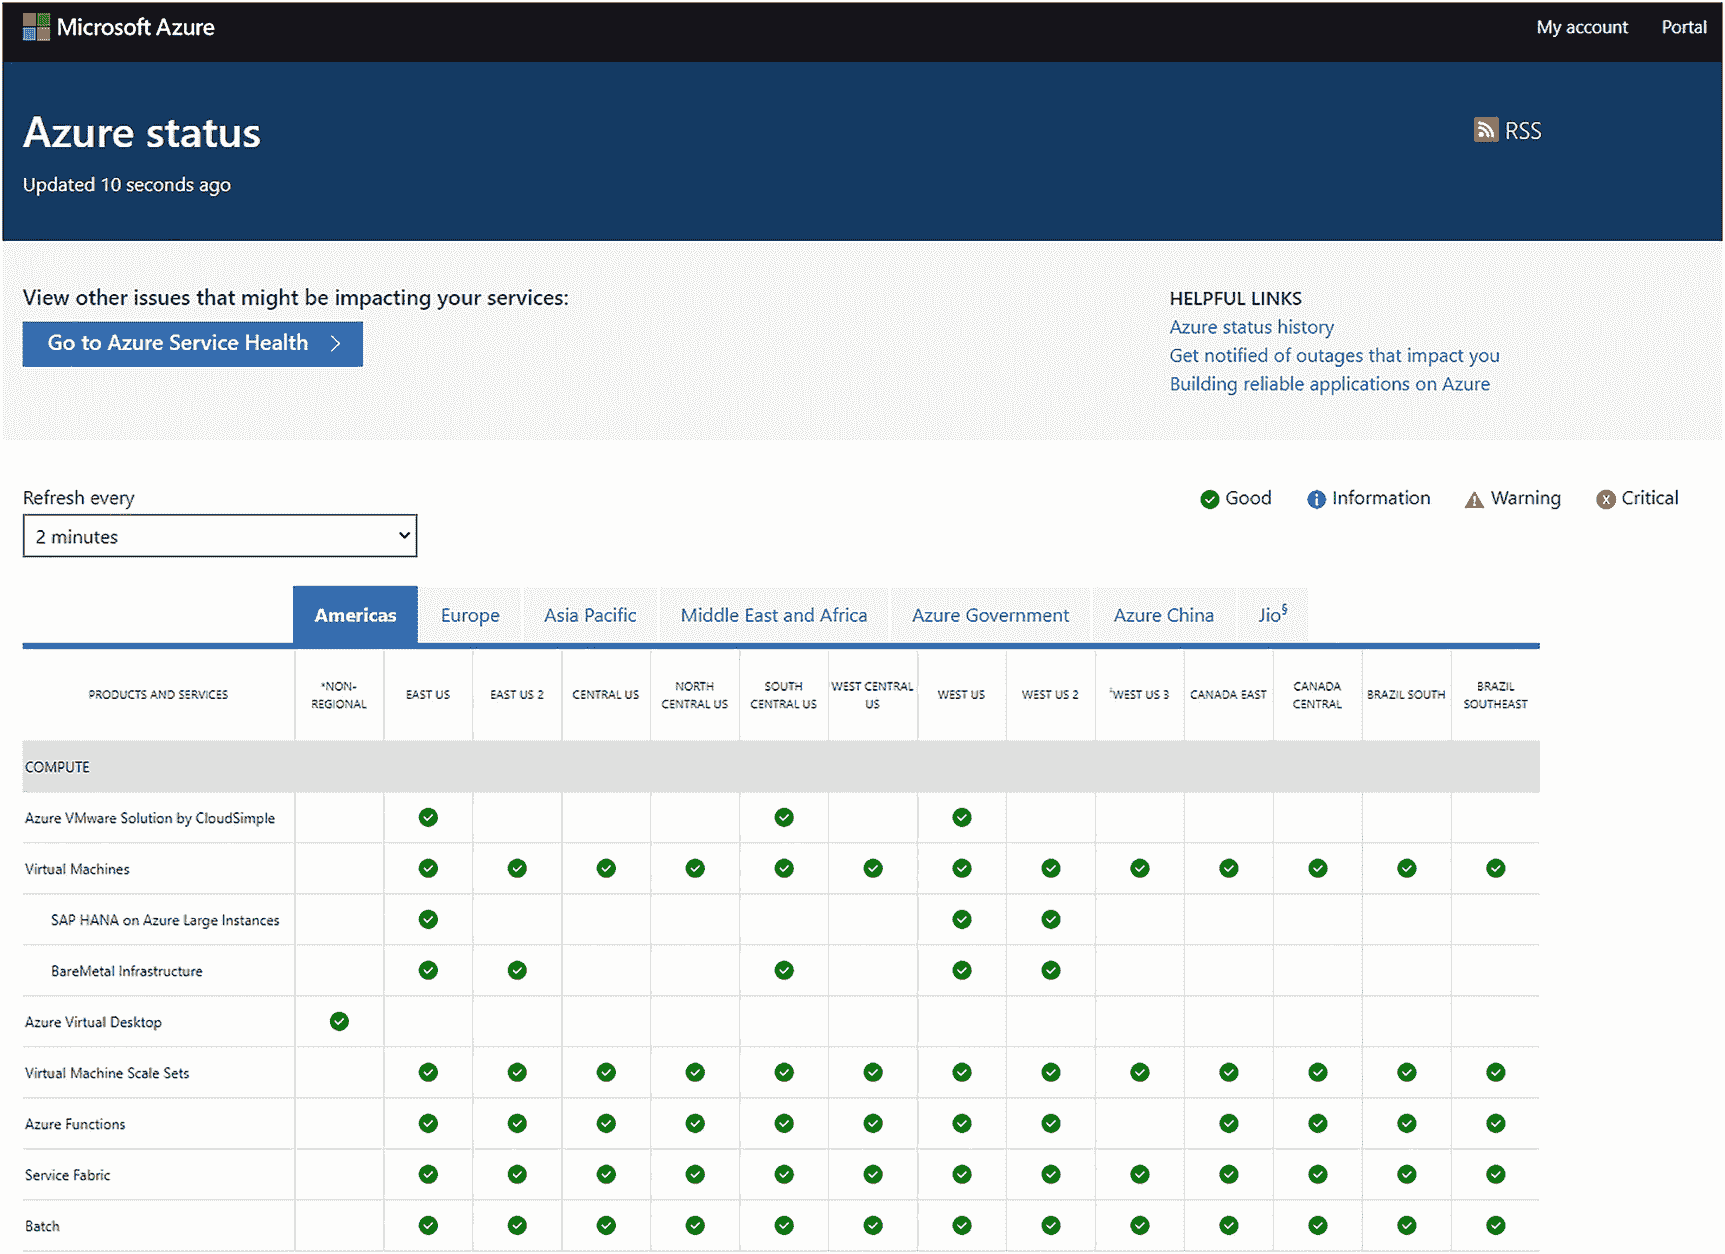 Microsoft Azure
My account Portal
Azure status
RSS
Updated 10 seconds ago
View other issues that might be impacting your services:
Go to Azure Service Health
HELPFUL LINKS
Azure status history
Get notified of outages that impact you
Building reliable applications on Azure
Refresh every
2 minutes
Good Information Warning Critical
Americas Europe Asia Pacific Middle East and Africa Azure Government Azure China Jio§
PRODUCTS AND SERVICES *NON-REGIONAL EAST US EAST US 2 CENTRAL US NORTH CENTRAL US SOUTH CENTRAL US WEST CENTRAL US WEST US WEST US 2 WEST US 3 CANADA EAST CANADA CENTRAL BRAZIL SOUTH BRAZIL SOUTHEAST
COMPUTE
Azure VMware Solution by CloudSimple
Virtual Machines
SAP HANA on Azure Large Instances
BareMetal Infrastructure
Azure Virtual Desktop
Virtual Machine Scale Sets
Azure Functions
Service Fabric
Batch